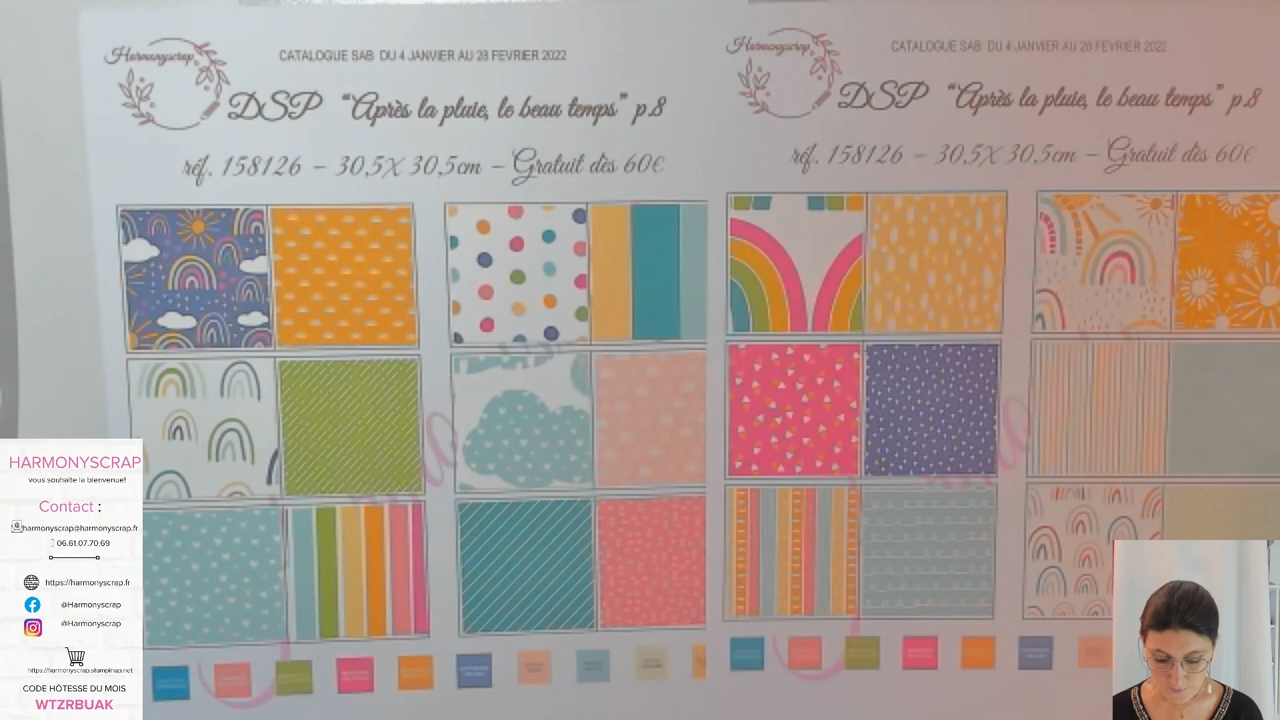 Harmonyscrap
CATALOGUE SAB DU 4 JANVIER AU 28 FEVRIER 2022
DSP "Après la pluie, le beau temps" p.8
réf. 158126 – 30,5X 30,5cm – Gratuit dès 60€
Harmonyscrap
CATALOGUE SAB DU 4 JANVIER AU 28 FEVRIER 2022
DSP "Après la pluie, le beau temps" p.8
réf. 158126 – 30,5X 30,5cm – Gratuit dès 60€
HARMONYSCRAP
vous souhaite la bienvenue!
Contact :
harmonyscrap@harmonyscrap.fr
06.61.07.70.69
https://harmonyscrap.fr
@Harmonyscrap
@Harmonyscrap
https://harmonyscrap.stampinap.net
CODE HÔTESSE DU MOIS
WTZRBUAK